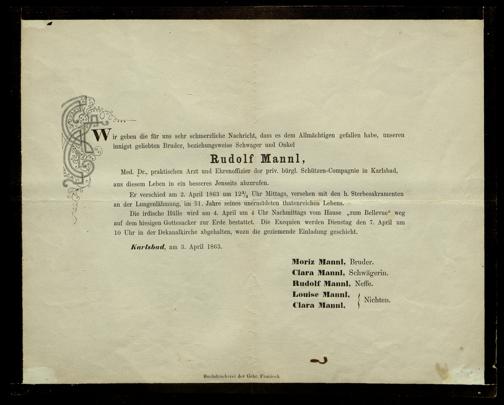 Wir geben die für uns sehr schmerzliche Nachricht, dass es dem Allmächtigen gefallen habe, unseren
innigst geliebten Bruder, beziehungsweise Schwager und Onkel
Rudolf Mannl,
Med. Dr., praktischen Arzt und Ehrenoffizier der priv. bürgl. Schützen-Compagnie in Karlsbad,
aus diesem Leben in ein besseres Jenseits abzurufen.
Er verschied am 2. April 1863 um 12¾ Uhr Mittags, versehen mit den h. Sterbesakramenten
an der Lungenlähmung, im 51. Jahre seines unermüdeten thatenreichen Lebens.
Die irdische Hülle wird am 4. April um 4 Uhr Nachmittags vom Hause „zum Bellevue“ weg
auf dem hiesigen Gottesacker zur Erde bestattet. Die Exequien werden Dienstag den 7. April um
10 Uhr in der Dekanalkirche abgehalten, wozu die geziemende Einladung geschieht.
Karlsbad, am 3. April 1863.
Moriz Mannl, Bruder.
Clara Mannl, Schwägerin.
Rudolf Mannl, Neffe.
Louise Mannl,
Clara Mannl, } Nichten.
Buchdruckerei der Gebr. Franieck